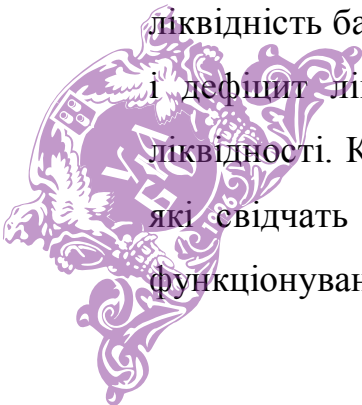 ліквідність ба
і дефіцит лі
ліквідності. К
які свідчать
функціонуван